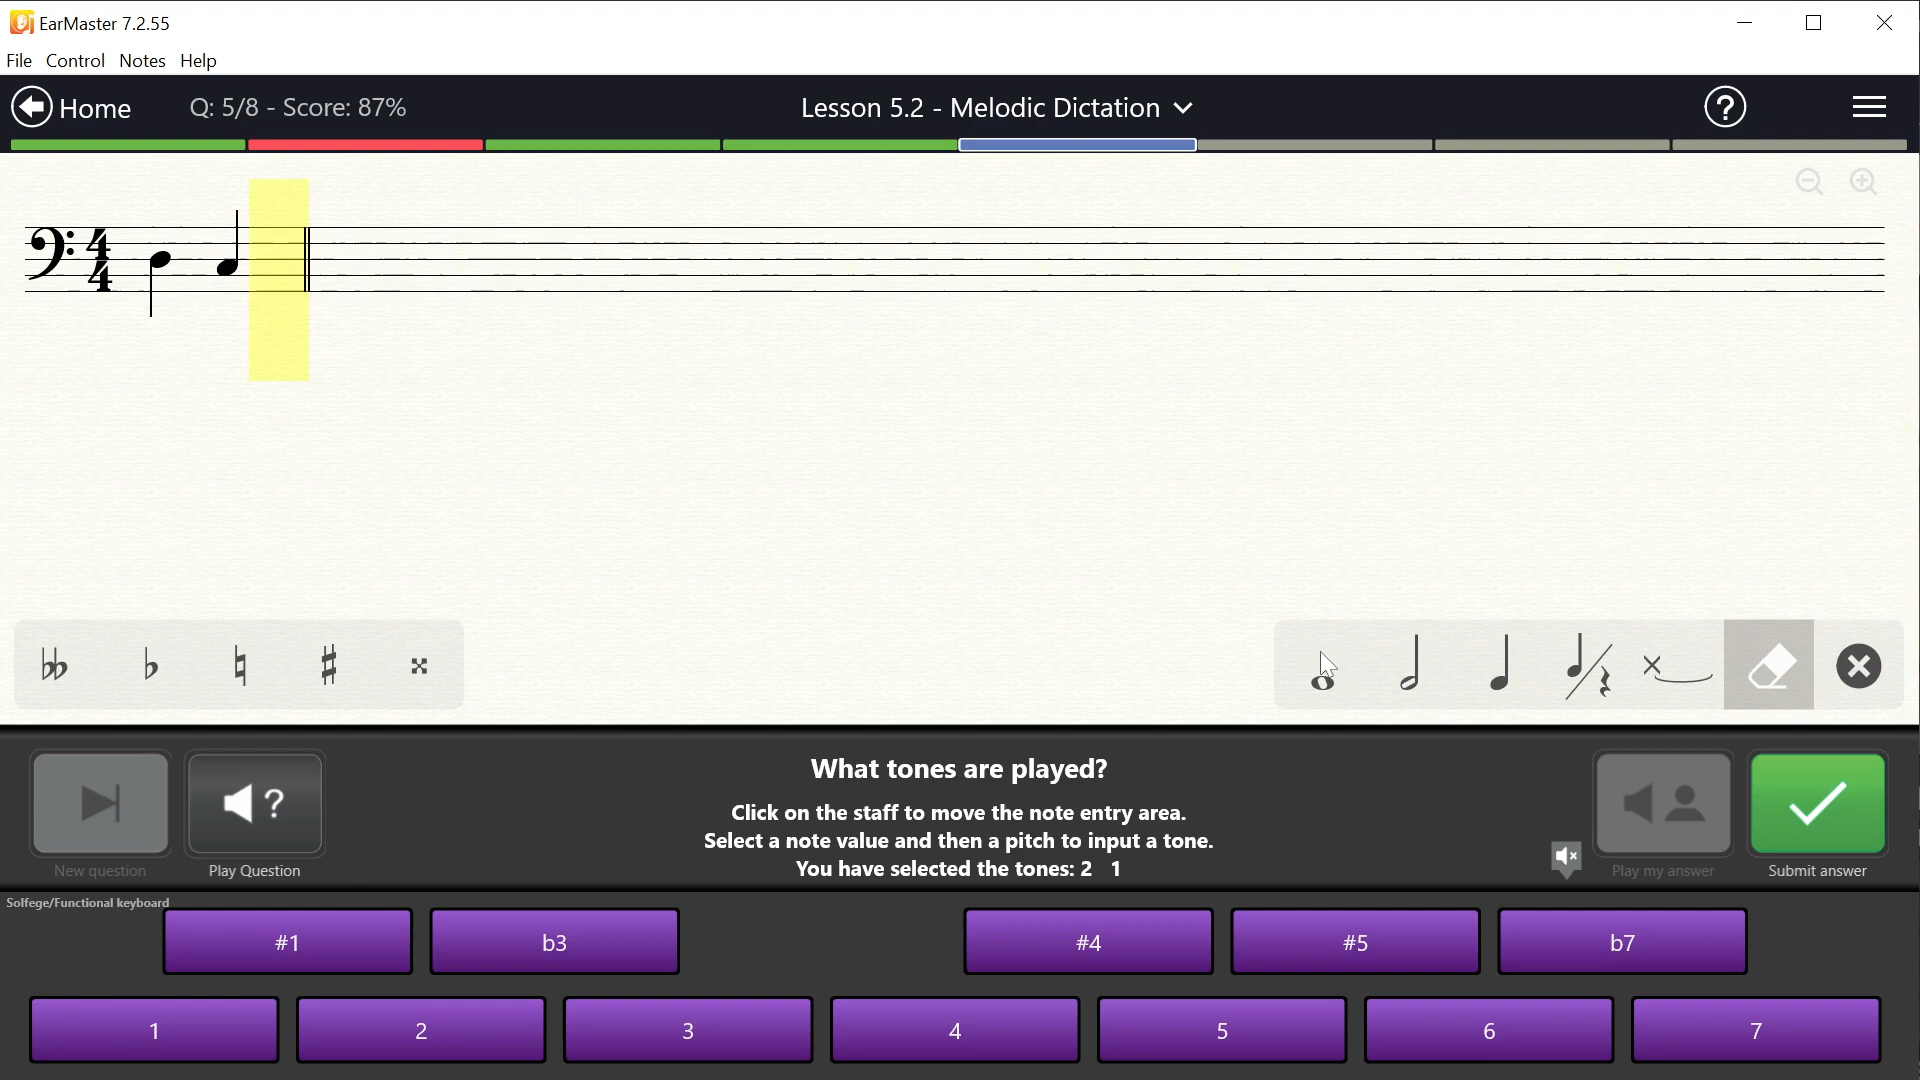 EarMaster 7.2.55
File Control Notes Help
Home
Q: 5/8 - Score: 87%
Lesson 5.2 - Melodic Dictation
?
4
4
What tones are played?
Click on the staff to move the note entry area.
Select a note value and then a pitch to input a tone.
You have selected the tones: 2 1
?
New question
Play Question
Play my answer
Submit answer
Solfege/Functional keyboard
#1 b3 #4 #5 b7
1 2 3 4 5 6 7